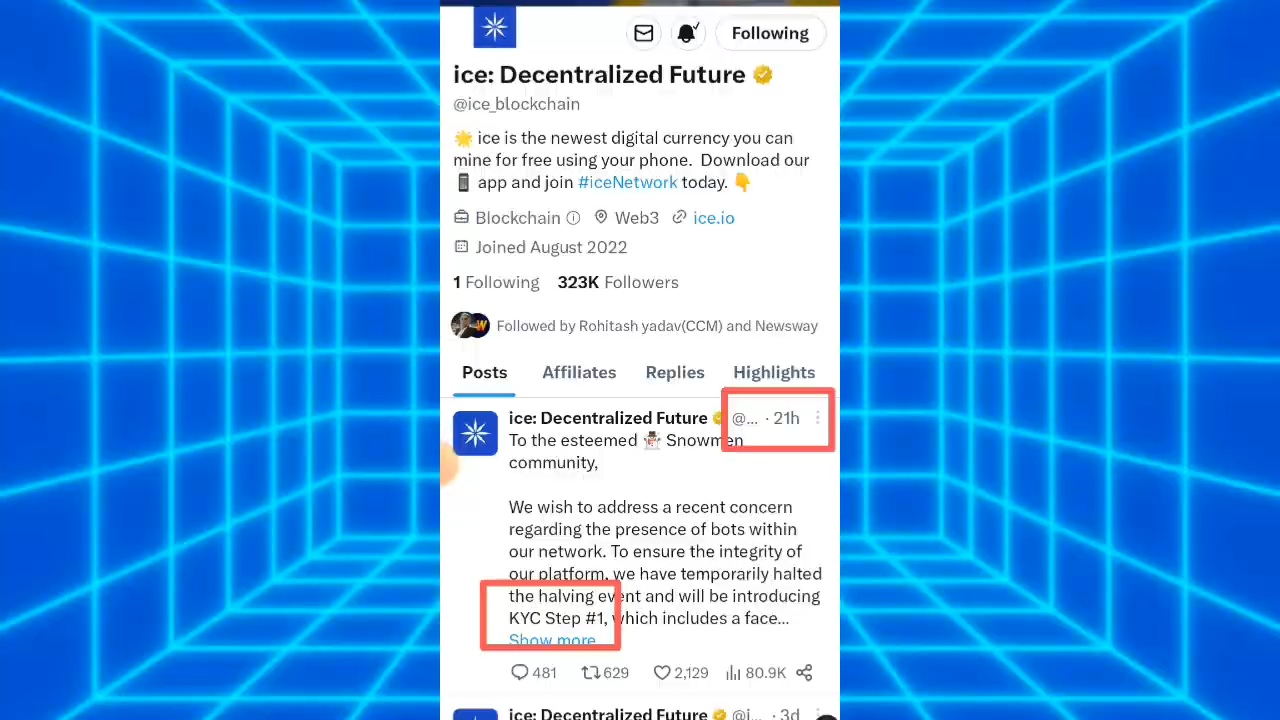 Following
ice: Decentralized Future
@ice_blockchain
🌟 ice is the newest digital currency you can
mine for free using your phone. Download our
📱 app and join #iceNetwork today. 👇
Blockchain Web3 ice.io
Joined August 2022
1 Following 323K Followers
Followed by Rohitash yadav(CCM) and Newsway
Posts Affiliates Replies Highlights
ice: Decentralized Future @... · 21h
To the esteemed ☃️ Snowmen
community,
We wish to address a recent concern
regarding the presence of bots within
our network. To ensure the integrity of
our platform, we have temporarily halted
the halving event and will be introducing
KYC Step #1, which includes a face...
Show more
481 629 2,129 80.9K
ice: Decentralized Future @i... · 3d